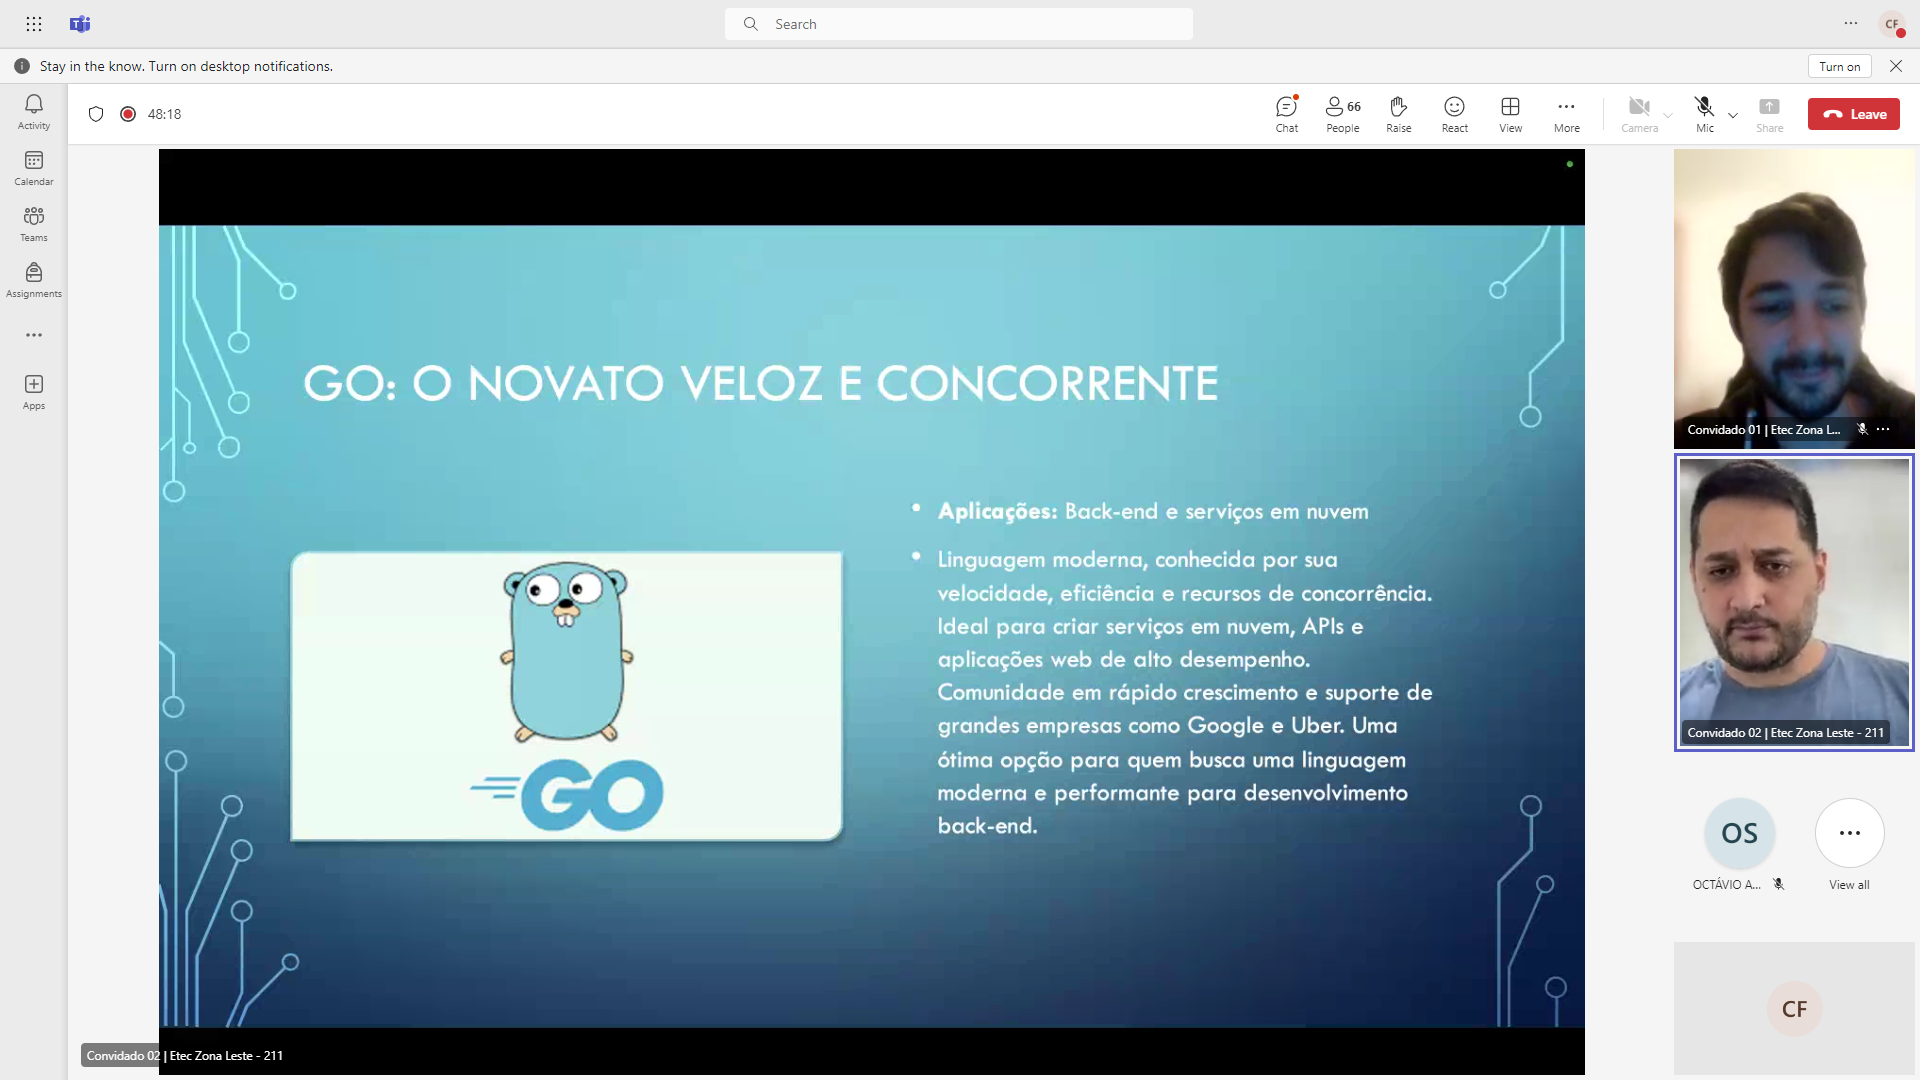 Search
CF
Stay in the know. Turn on desktop notifications.
Turn on
Activity
Calendar
Teams
Assignments
Apps
48:18
Chat
66
People
Raise
React
View
More
Camera
Mic
Share
Leave
GO: O NOVATO VELOZ E CONCORRENTE
• Aplicações: Back-end e serviços em nuvem
• Linguagem moderna, conhecida por sua
velocidade, eficiência e recursos de concorrência.
Ideal para criar serviços em nuvem, APIs e
aplicações web de alto desempenho.
Comunidade em rápido crescimento e suporte de
grandes empresas como Google e Uber. Uma
ótima opção para quem busca uma linguagem
moderna e performante para desenvolvimento
back-end.
GO
Convidado 02 | Etec Zona Leste - 211
Convidado 01 | Etec Zona L...
Convidado 02 | Etec Zona Leste - 211
OS
OCTÁVIO A...
View all
CF